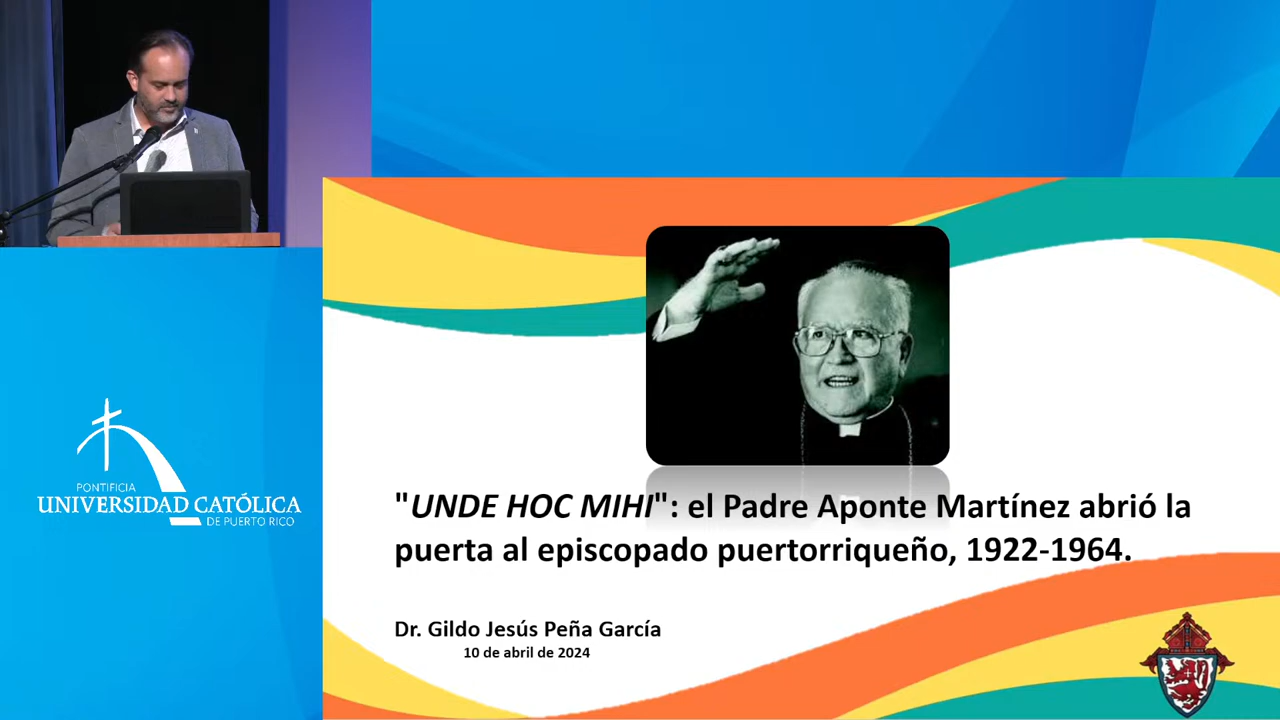 PONTIFICIA
UNIVERSIDAD CATÓLICA
DE PUERTO RICO
"UNDE HOC MIHI": el Padre Aponte Martínez abrió la
puerta al episcopado puertorriqueño, 1922-1964.
Dr. Gildo Jesús Peña García
10 de abril de 2024